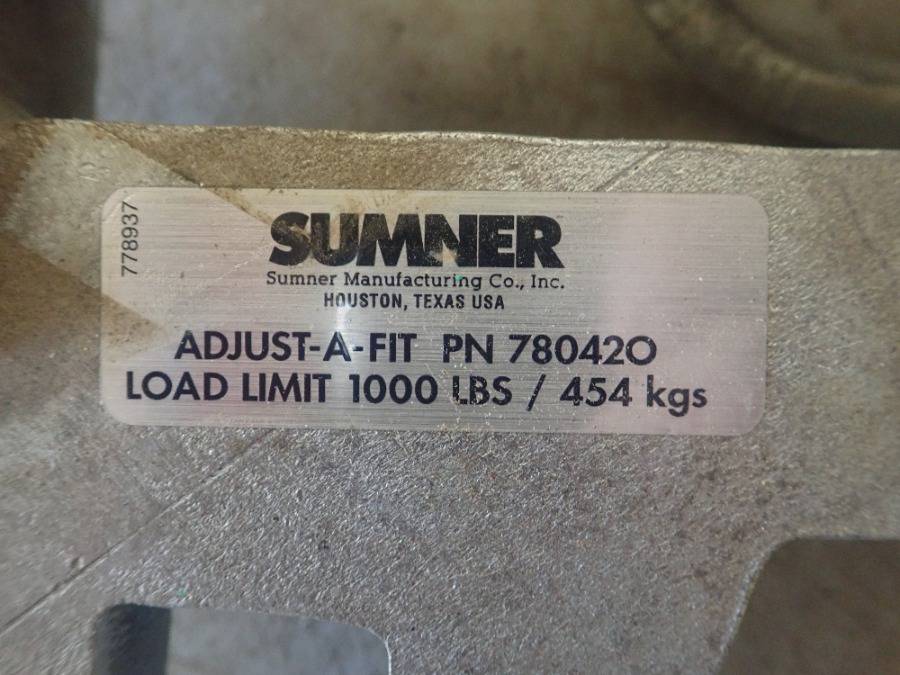 778937
SUMNER
Sumner Manufacturing Co., Inc.
HOUSTON, TEXAS USA
ADJUST-A-FIT PN 780420
LOAD LIMIT 1000 LBS / 454 kgs